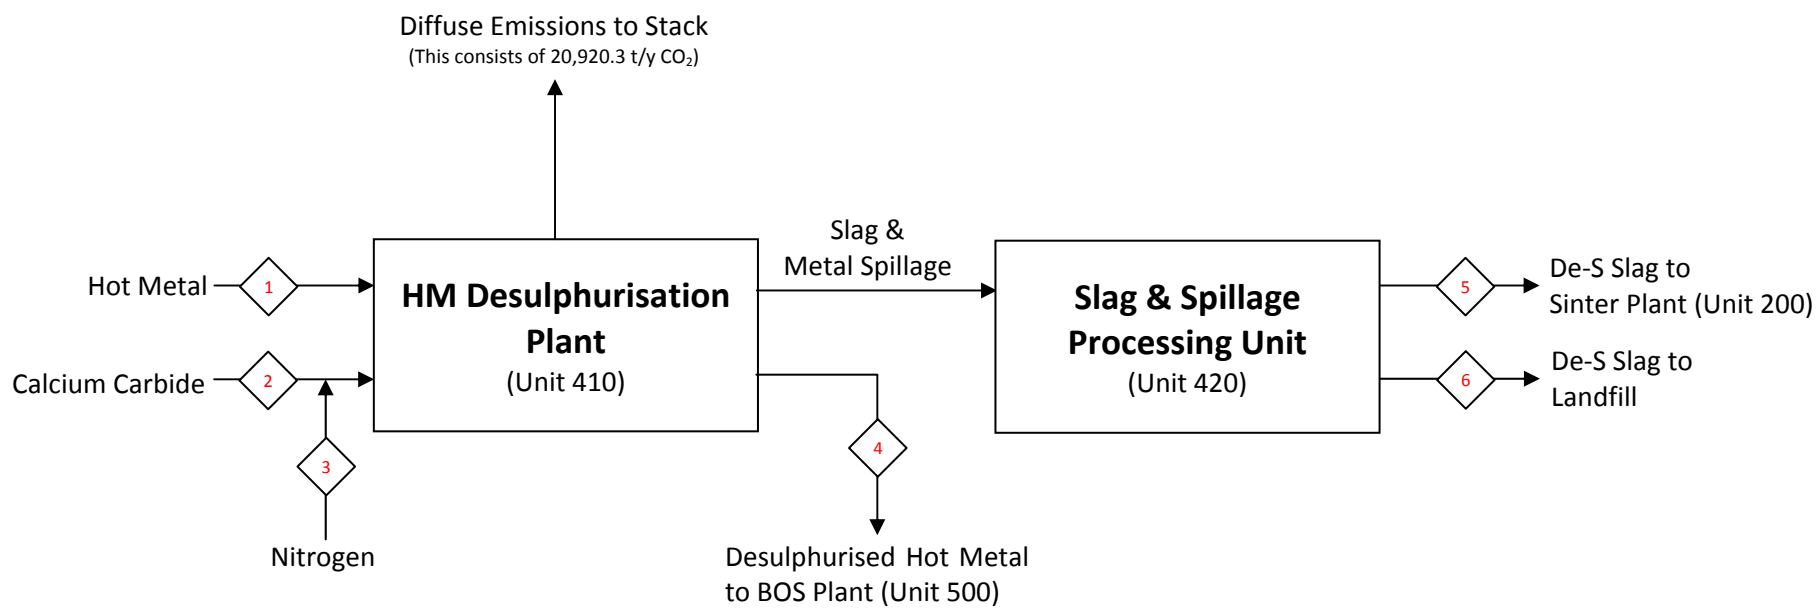 Diffuse Emissions to Stack
(This consists of 20,920.3 t/y CO₂)
Hot Metal
1
HM Desulphurisation
Plant
(Unit 410)
Slag &
Metal Spillage
Slag & Spillage
Processing Unit
(Unit 420)
5
De-S Slag to
Sinter Plant (Unit 200)
Calcium Carbide
2
6
De-S Slag to
Landfill
3
Nitrogen
4
Desulphurised Hot Metal
to BOS Plant (Unit 500)